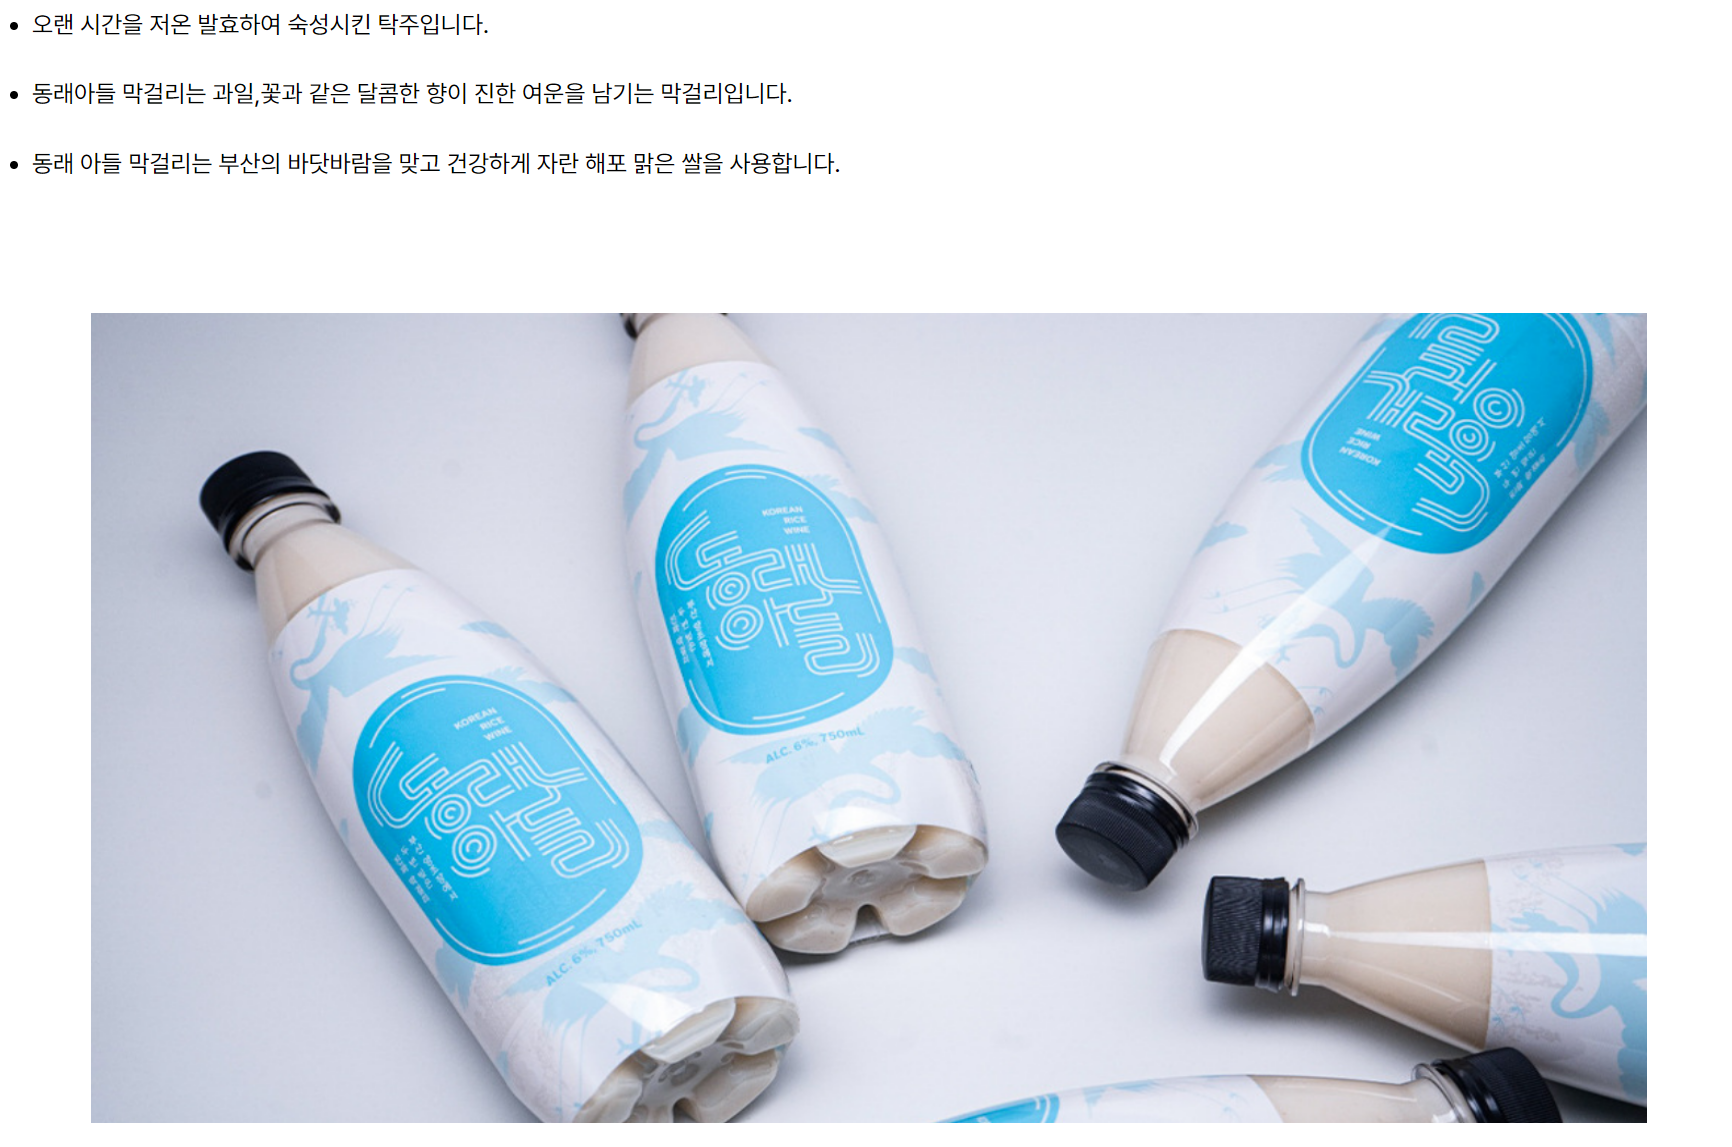 오랜 시간을 저온 발효하여 숙성시킨 탁주입니다.
동래아들 막걸리는 과일,꽃과 같은 달콤한 향이 진한 여운을 남기는 막걸리입니다.
동래 아들 막걸리는 부산의 바닷바람을 맞고 건강하게 자란 해포 맑은 쌀을 사용합니다.
KOREAN
RICE
WINE
동래
아들
ALC. 6%, 750mL
KOREAN
RICE
WINE
동래
아들
ALC. 6%, 750mL
KOREAN
RICE
WINE
동래
아들